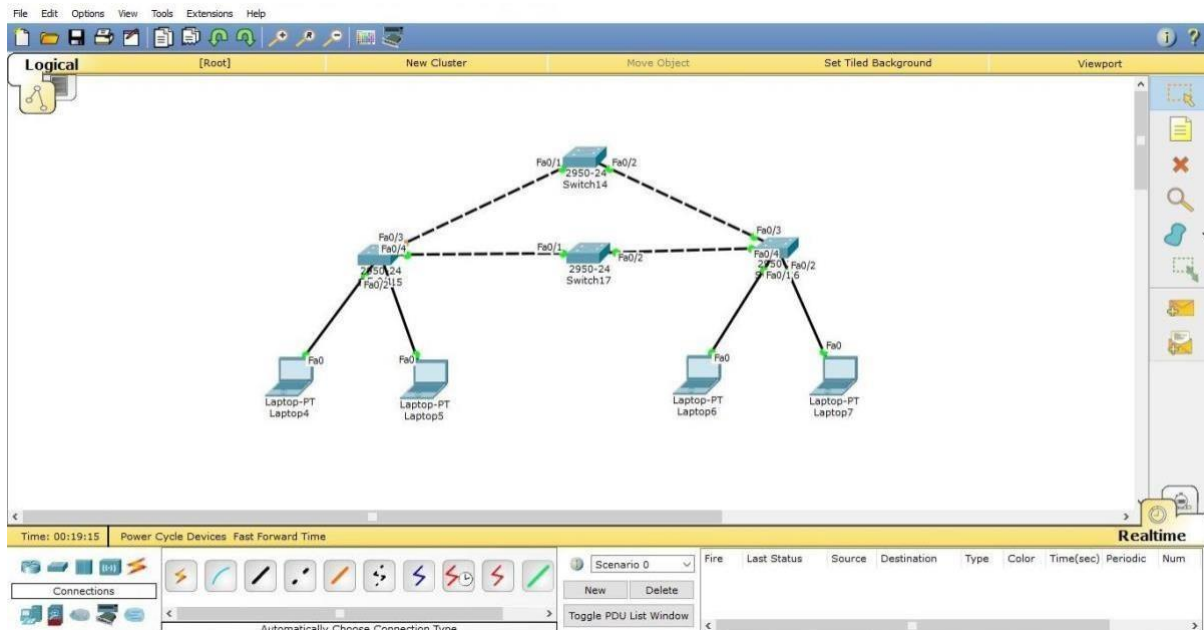 File Edit Options View Tools Extensions Help
Logical [Root] New Cluster Move Object Set Tiled Background Viewport
Fa0/1 Fa0/2
2950-24
Switch14
Fa0/3
Fa0/4
2950-24
Fa0/2
Fa0/1 Fa0/2
2950-24
Switch17
Fa0/3
Fa0/4
Fa0/2
Fa0/1
Fa0
Laptop-PT
Laptop4
Fa0
Laptop-PT
Laptop5
Fa0
Laptop-PT
Laptop6
Fa0
Laptop-PT
Laptop7
Time: 00:19:15 Power Cycle Devices Fast Forward Time Realtime
Connections
Automatically Choose Connection Type
Scenario 0
New Delete
Toggle PDU List Window
Fire Last Status Source Destination Type Color Time(sec) Periodic Num